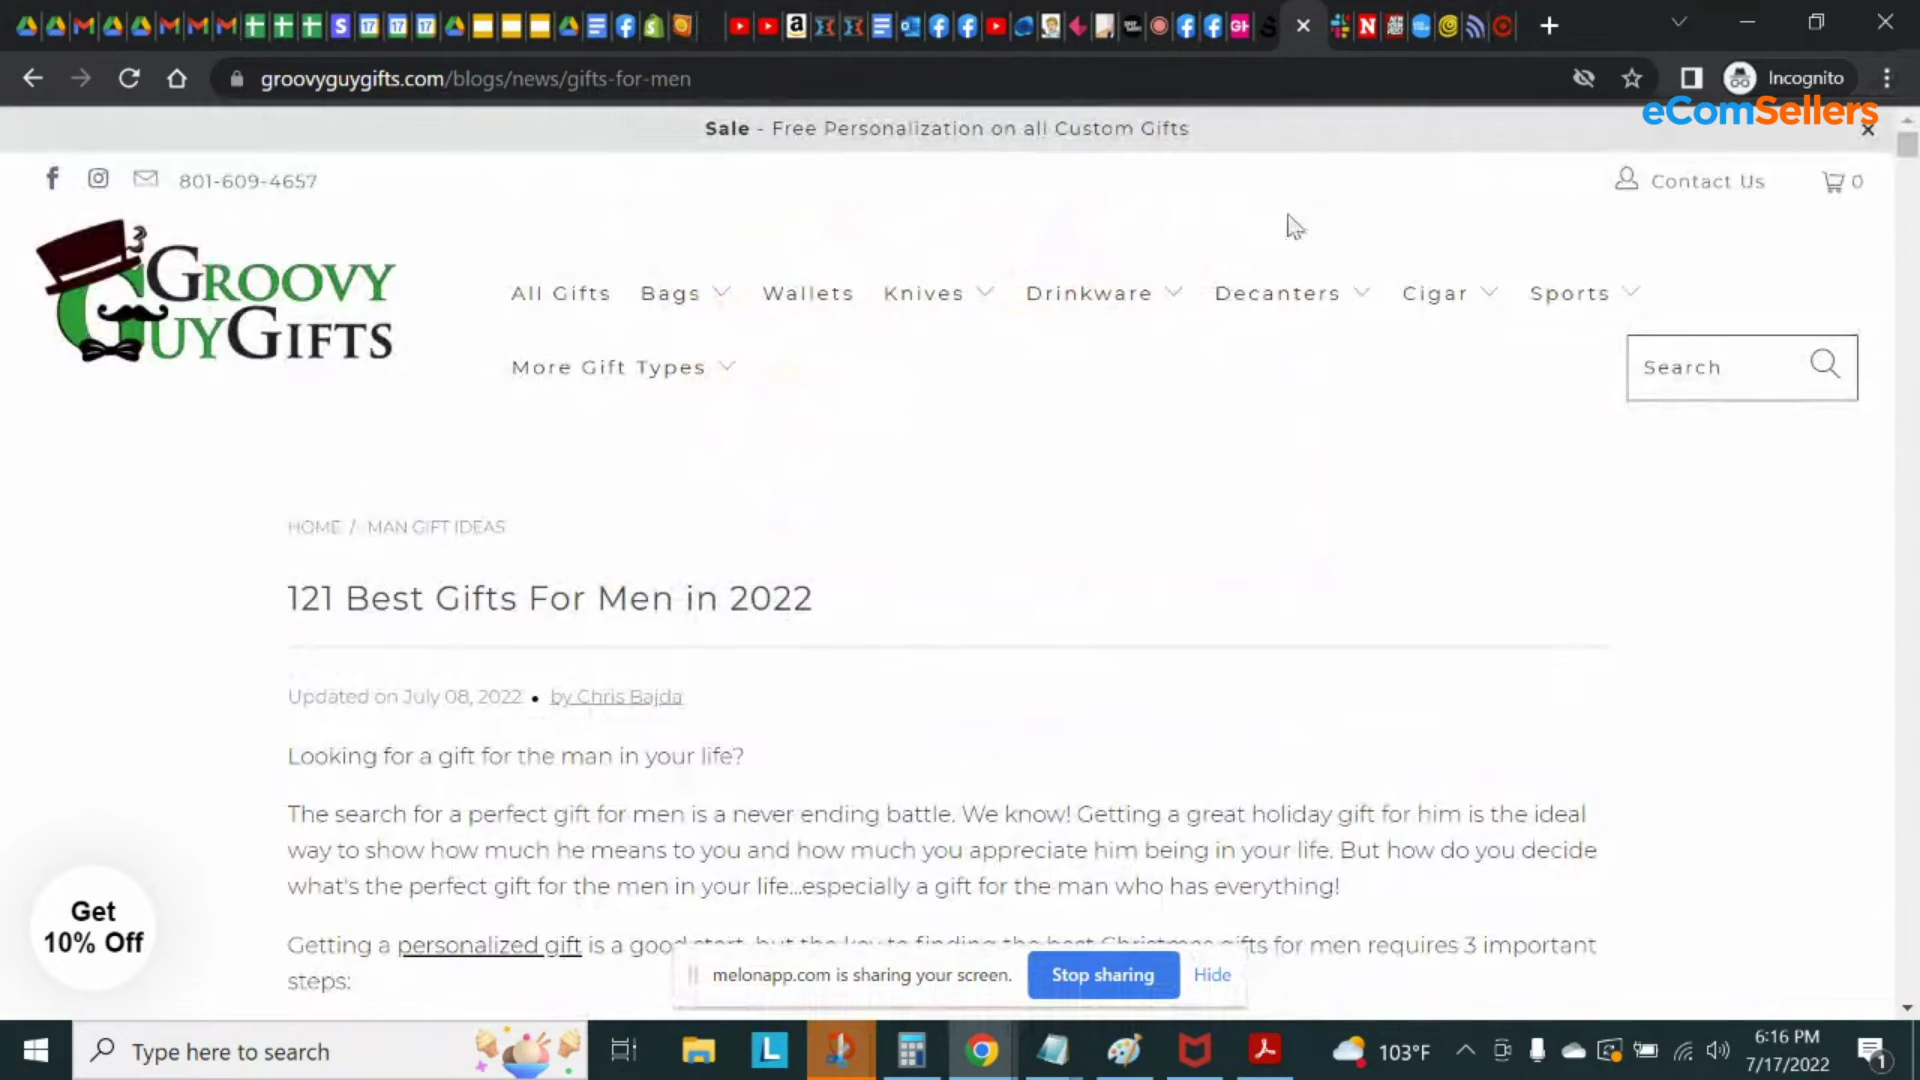 groovyguygifts.com/blogs/news/gifts-for-men
Incognito
eComSellers
Sale - Free Personalization on all Custom Gifts
801-609-4657
Contact Us
0
3
GROOVY
GUYGIFTS
All Gifts
Bags
Wallets
Knives
Drinkware
Decanters
Cigar
Sports
More Gift Types
Search
HOME / MAN GIFT IDEAS
121 Best Gifts For Men in 2022
Updated on July 08, 2022 • by Chris Bajda
Looking for a gift for the man in your life?
The search for a perfect gift for men is a never ending battle. We know! Getting a great holiday gift for him is the ideal
way to show how much he means to you and how much you appreciate him being in your life. But how do you decide
what's the perfect gift for the men in your life...especially a gift for the man who has everything!
Get
10% Off
Getting a personalized gift is a good start, but the key to finding the best Christmas gifts for men requires 3 important
steps:
melonapp.com is sharing your screen.
Stop sharing
Hide
Type here to search
103°F
6:16 PM
7/17/2022
1